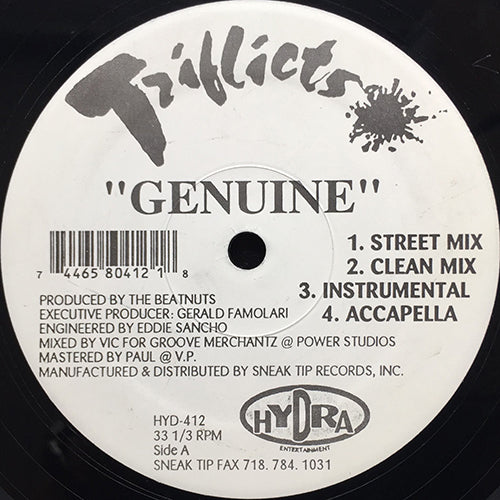 Triflicts
"GENUINE"
1. STREET MIX
2. CLEAN MIX
3. INSTRUMENTAL
4. ACCAPELLA
7 44658 0412 1 8
PRODUCED BY THE BEATNUTS
EXECUTIVE PRODUCER: GERALD FAMOLARI
ENGINEERED BY EDDIE SANCHO
MIXED BY VIC FOR GROOVE MERCHANTZ @ POWER STUDIOS
MASTERED BY PAUL @ V.P.
MANUFACTURED & DISTRIBUTED BY SNEAK TIP RECORDS, INC.
HYD-412
33 1/3 RPM
Side A
SNEAK TIP FAX 718. 784. 1031
HYDRA
ENTERTAINMENT